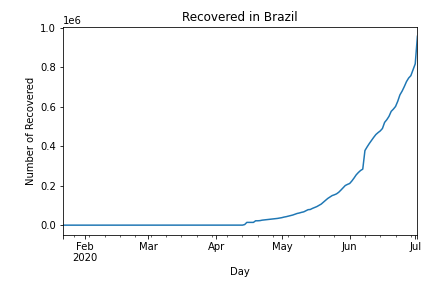 Recovered in Brazil
1e6
1.0
0.8
0.6
0.4
0.2
0.0
Number of Recovered
Feb Mar Apr May Jun Jul
2020
Day